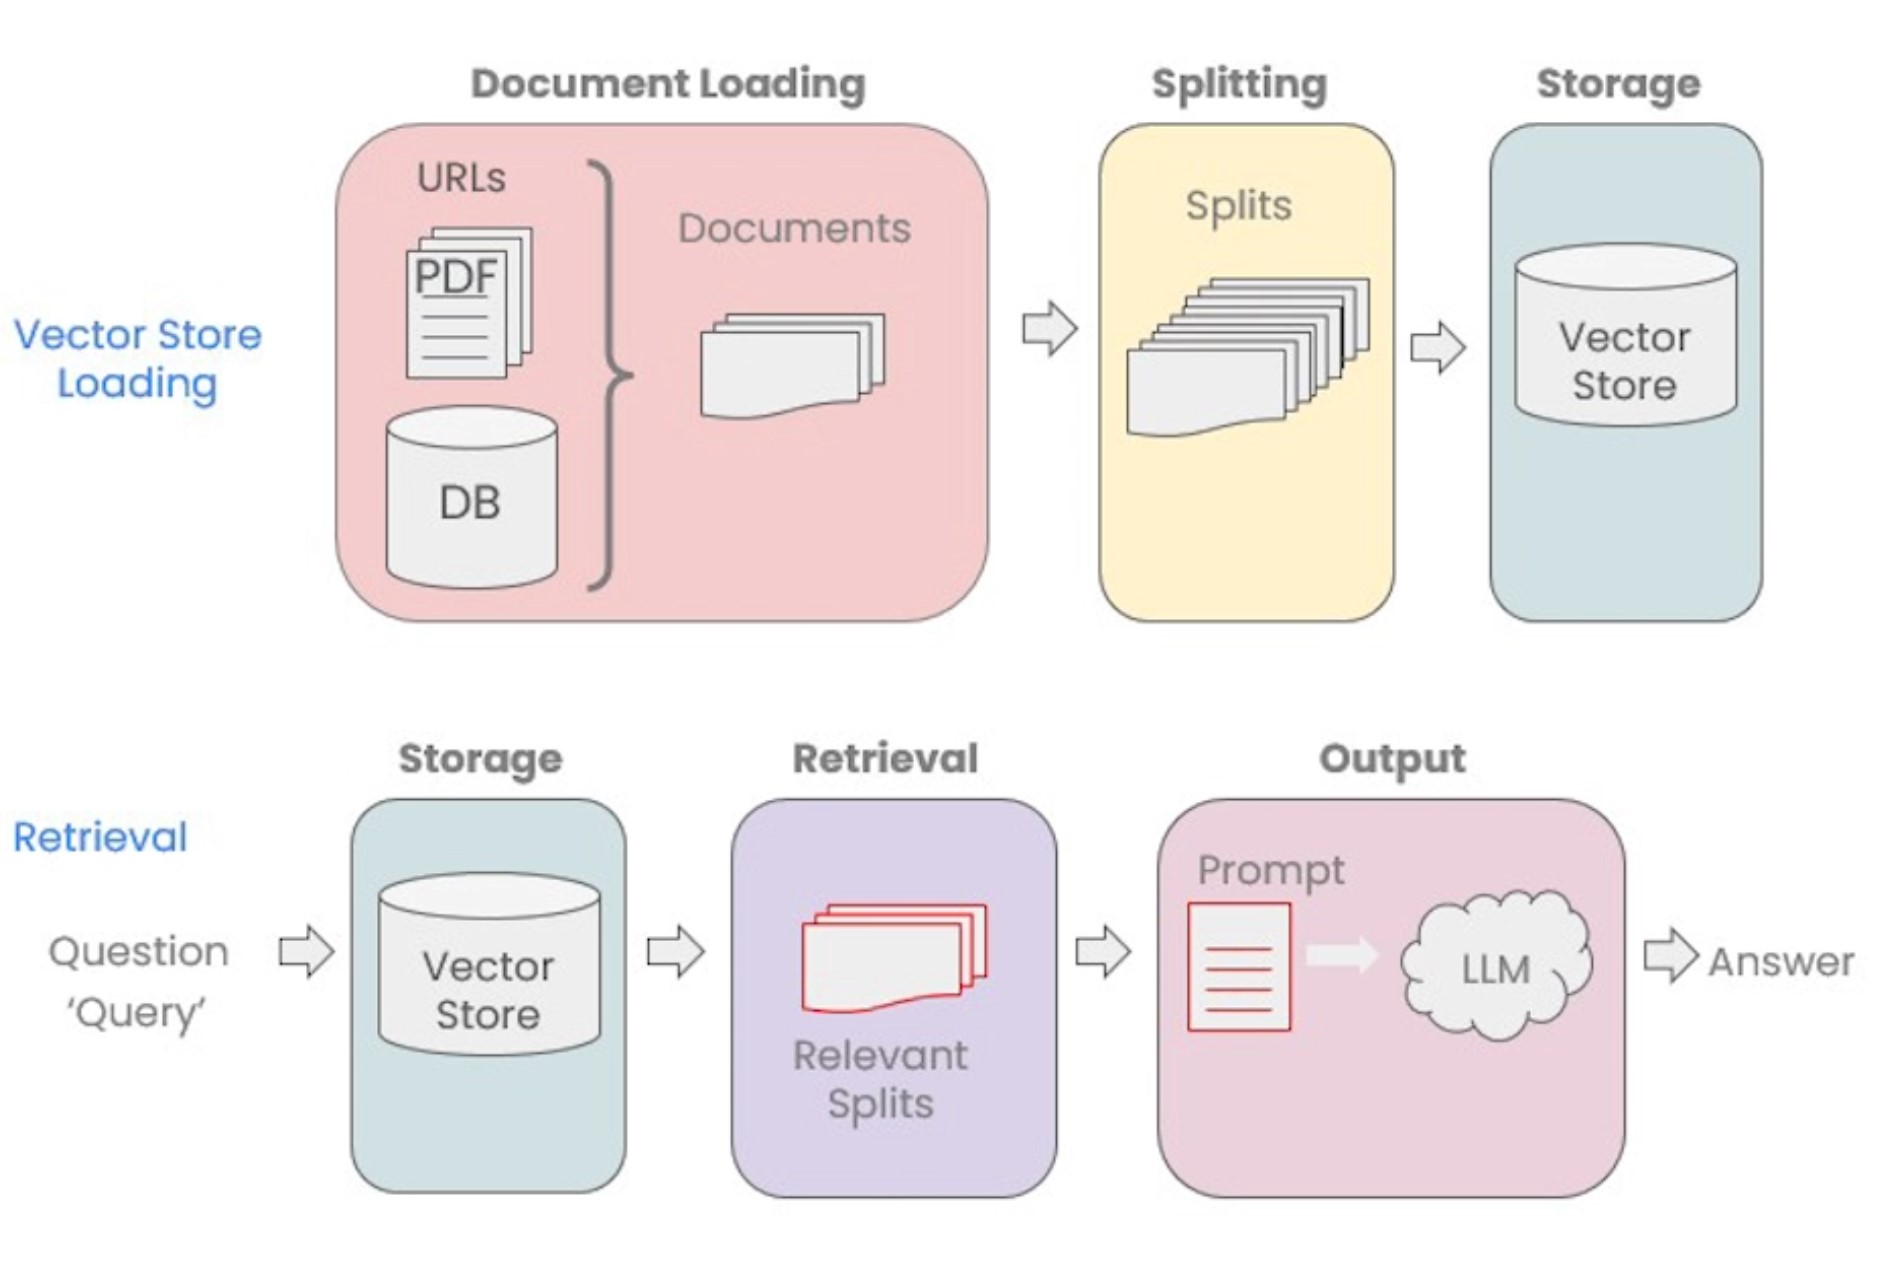 Document Loading
Splitting
Storage
URLs
PDF
DB
Documents
Splits
Vector
Store
Vector Store
Loading
Storage
Retrieval
Output
Retrieval
Question
‘Query’
Vector
Store
Relevant
Splits
Prompt
LLM
Answer